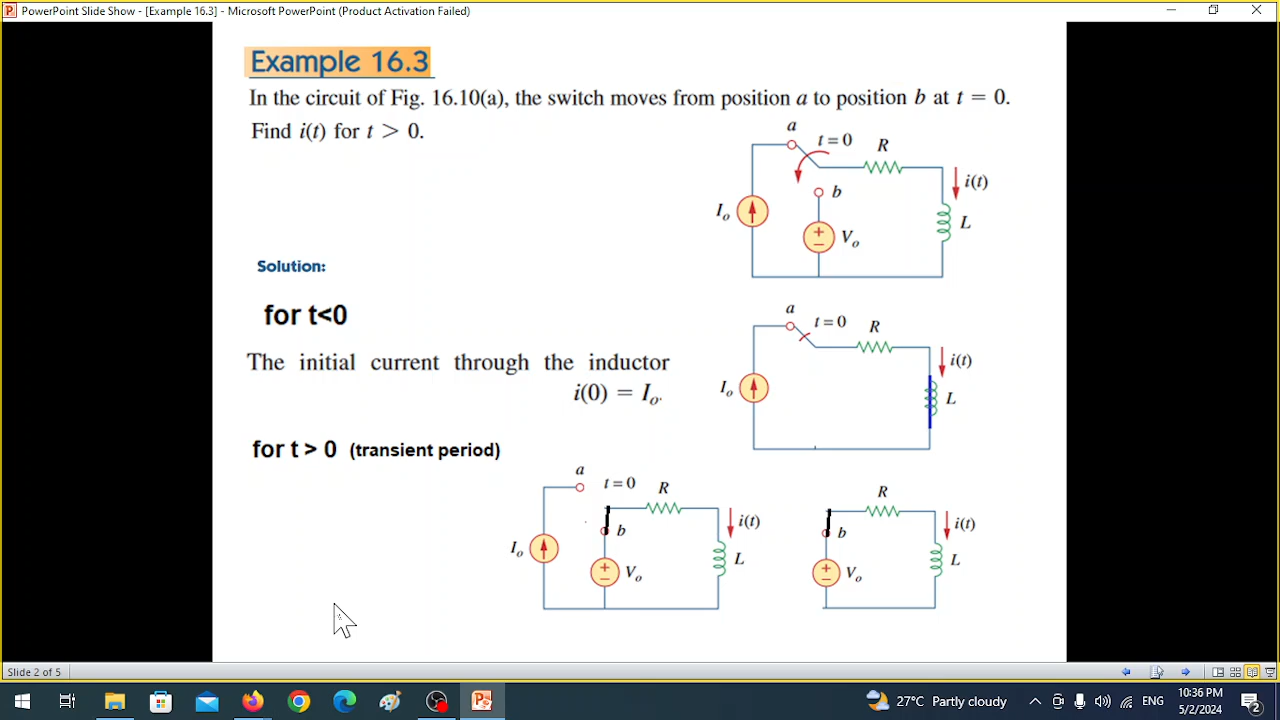 PowerPoint Slide Show - [Example 16.3] - Microsoft PowerPoint (Product Activation Failed)
Example 16.3
In the circuit of Fig. 16.10(a), the switch moves from position a to position b at t = 0.
Find i(t) for t > 0.
a
t = 0
R
i(t)
b
Io
Vo
L
Solution:
for t<0
a
t = 0
R
The initial current through the inductor
i(t)
i(0) = Io.
Io
L
for t > 0 (transient period)
a
t = 0
R
i(t)
b
Io
Vo
L
R
i(t)
b
Vo
L
Slide 2 of 5
27°C Partly cloudy
ENG
10:36 PM
5/2/2024
2